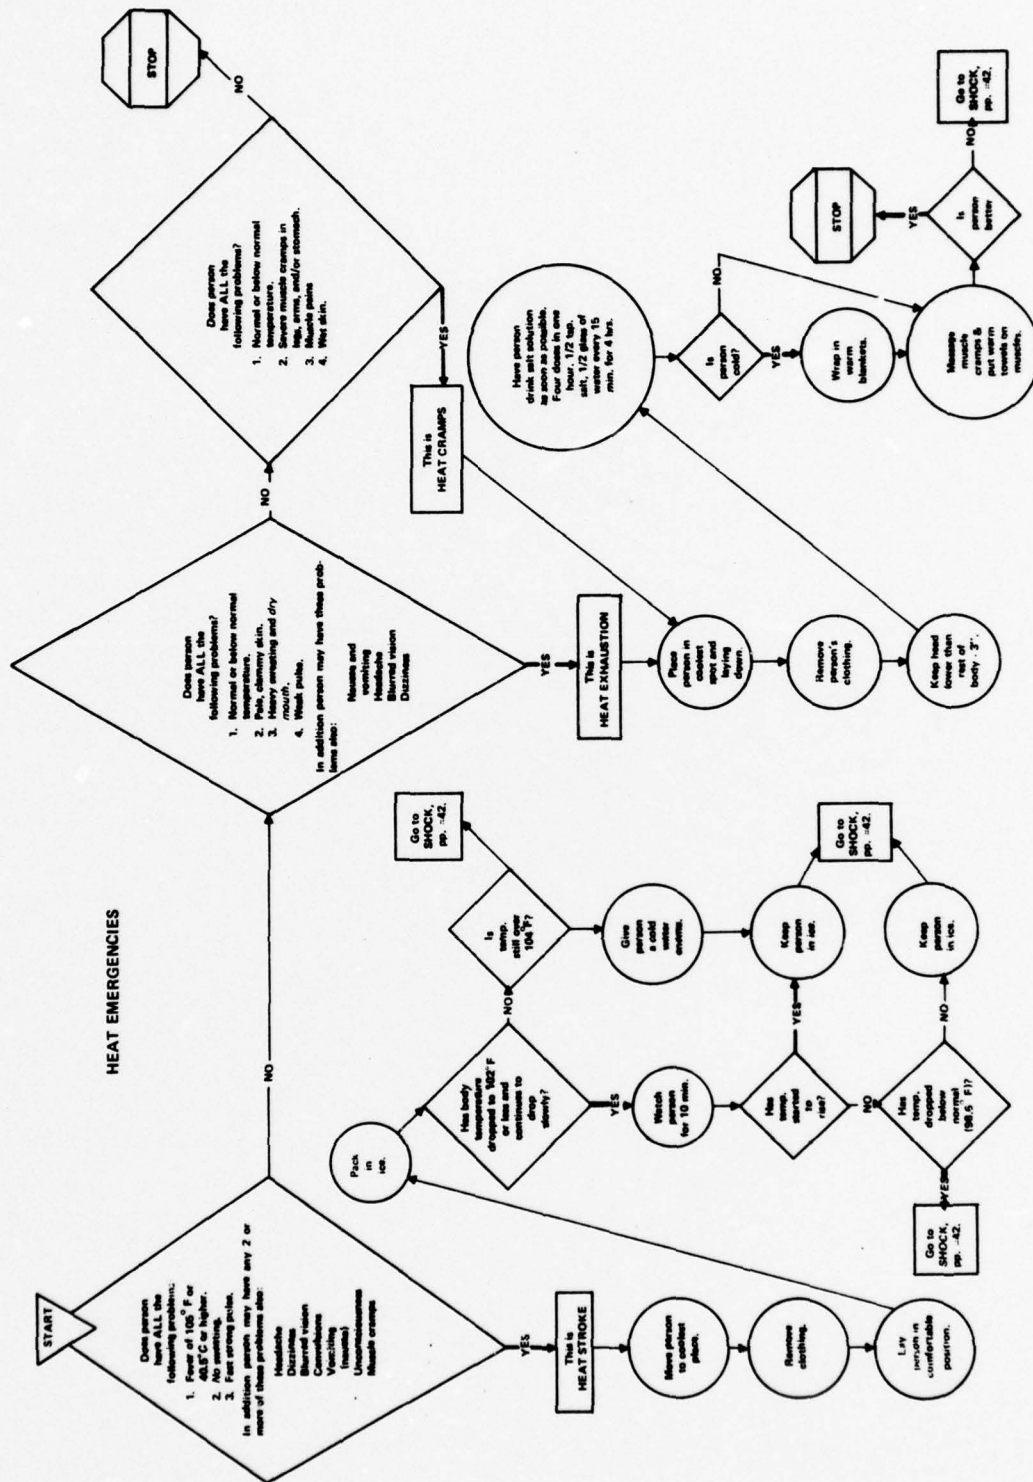 HEAT EMERGENCIES
START
Does person
have ALL the
following problem:
1. Fever of 105° F or
40.5°C or higher.
2. No sweating.
3. Fast strong pulse.
In addition person may have any 2 or
more of these problems also:
Headache
Dizziness
Blurred vision
Convulsions
Vomiting
(nausea)
Unconsciousness
Muscle cramps
YES
NO
This is
HEAT STROKE
Move person
to coolest
place.
Remove
clothing.
Lay
person in
comfortable
position.
Pack
in
ice.
Has body
temperature
dropped to 102° F
or less and
continues to
drop
slowly?
NO
YES
Is
temp.
still over
104°F?
Go to
SHOCK,
pp. =42.
Give
person
a cold
water
enema.
Keep
person
in ice.
Watch
person
for 10 min.
Has
temp.
started
to
rise?
YES
NO
Go to
SHOCK,
pp. =42.
Has
temp.
dropped
below
normal
(98.6° F)?
NO
YES
Keep
person
in ice.
Go to
SHOCK,
pp. =42.
Does person
have ALL the
following problems?
1. Normal or below normal
temperature.
2. Pale, clammy skin.
3. Heavy sweating and dry
mouth.
4. Weak pulse.
In addition person may have these prob-
lems also:
Nausea and
vomiting
Headache
Blurred vision
Dizziness
NO
YES
This is
HEAT EXHAUSTION
Place
person in
coolest
spot and
laying
down.
Remove
person's
clothing.
Keep head
lower than
rest of
body - 3".
Does person
have ALL the
following problems?
1. Normal or below normal
temperature.
2. Severe muscle cramps in
legs, arms, and/or stomach.
3. Muscle pains
4. Wet skin.
NO
STOP
YES
This is
HEAT CRAMPS
Have person
drink salt solution
as soon as possible.
Four doses in one
hour. 1/2 tsp.
salt, 1/2 glass of
water every 15
min. for 4 hrs.
Is
person
cold?
NO
YES
Wrap in
warm
blankets.
Massage
muscle
cramps &
put warm
towels on
muscles.
Is
person
better
YES
STOP
NO
Go to
SHOCK,
pp. =42.